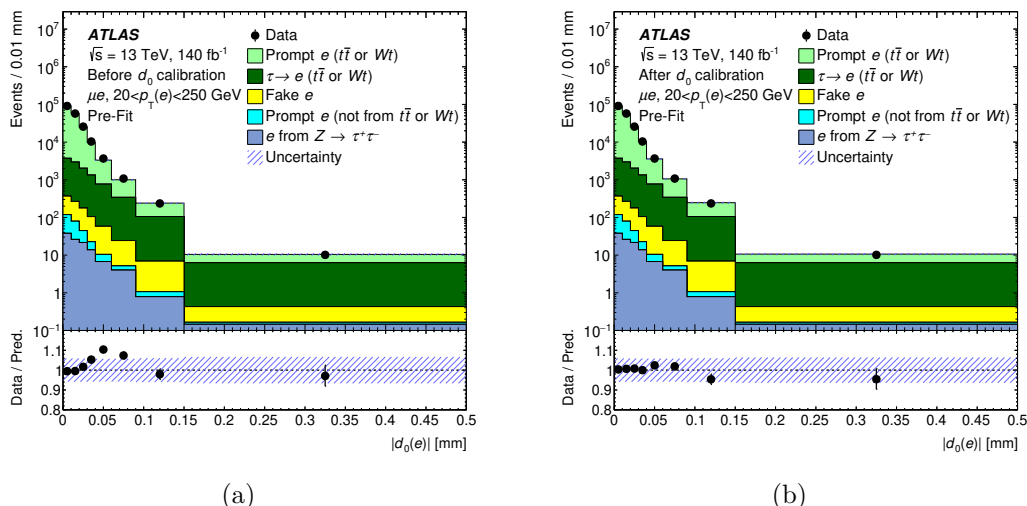 Events / 0.01 mm
10⁷
10⁵
10⁴
10³
10²
10
1
10⁻¹
ATLAS
√s = 13 TeV, 140 fb⁻¹
Before d₀ calibration
μe, 20<p_T(e)<250 GeV
Pre-Fit
Data
Prompt e (tt̄ or Wt)
τ→ e (tt̄ or Wt)
Fake e
Prompt e (not from tt̄ or Wt)
e from Z → τ⁺τ⁻
Uncertainty
Data / Pred.
1.1
1
0.9
0.8
0 0.05 0.1 0.15 0.2 0.25 0.3 0.35 0.4 0.45 0.5
|d₀(e)| [mm]
(a)
Events / 0.01 mm
10⁷
10⁵
10⁴
10³
10²
10
1
10⁻¹
ATLAS
√s = 13 TeV, 140 fb⁻¹
After d₀ calibration
μe, 20<p_T(e)<250 GeV
Pre-Fit
Data
Prompt e (tt̄ or Wt)
τ→ e (tt̄ or Wt)
Fake e
Prompt e (not from tt̄ or Wt)
e from Z → τ⁺τ⁻
Uncertainty
Data / Pred.
1.1
1
0.9
0.8
0 0.05 0.1 0.15 0.2 0.25 0.3 0.35 0.4 0.45 0.5
|d₀(e)| [mm]
(b)